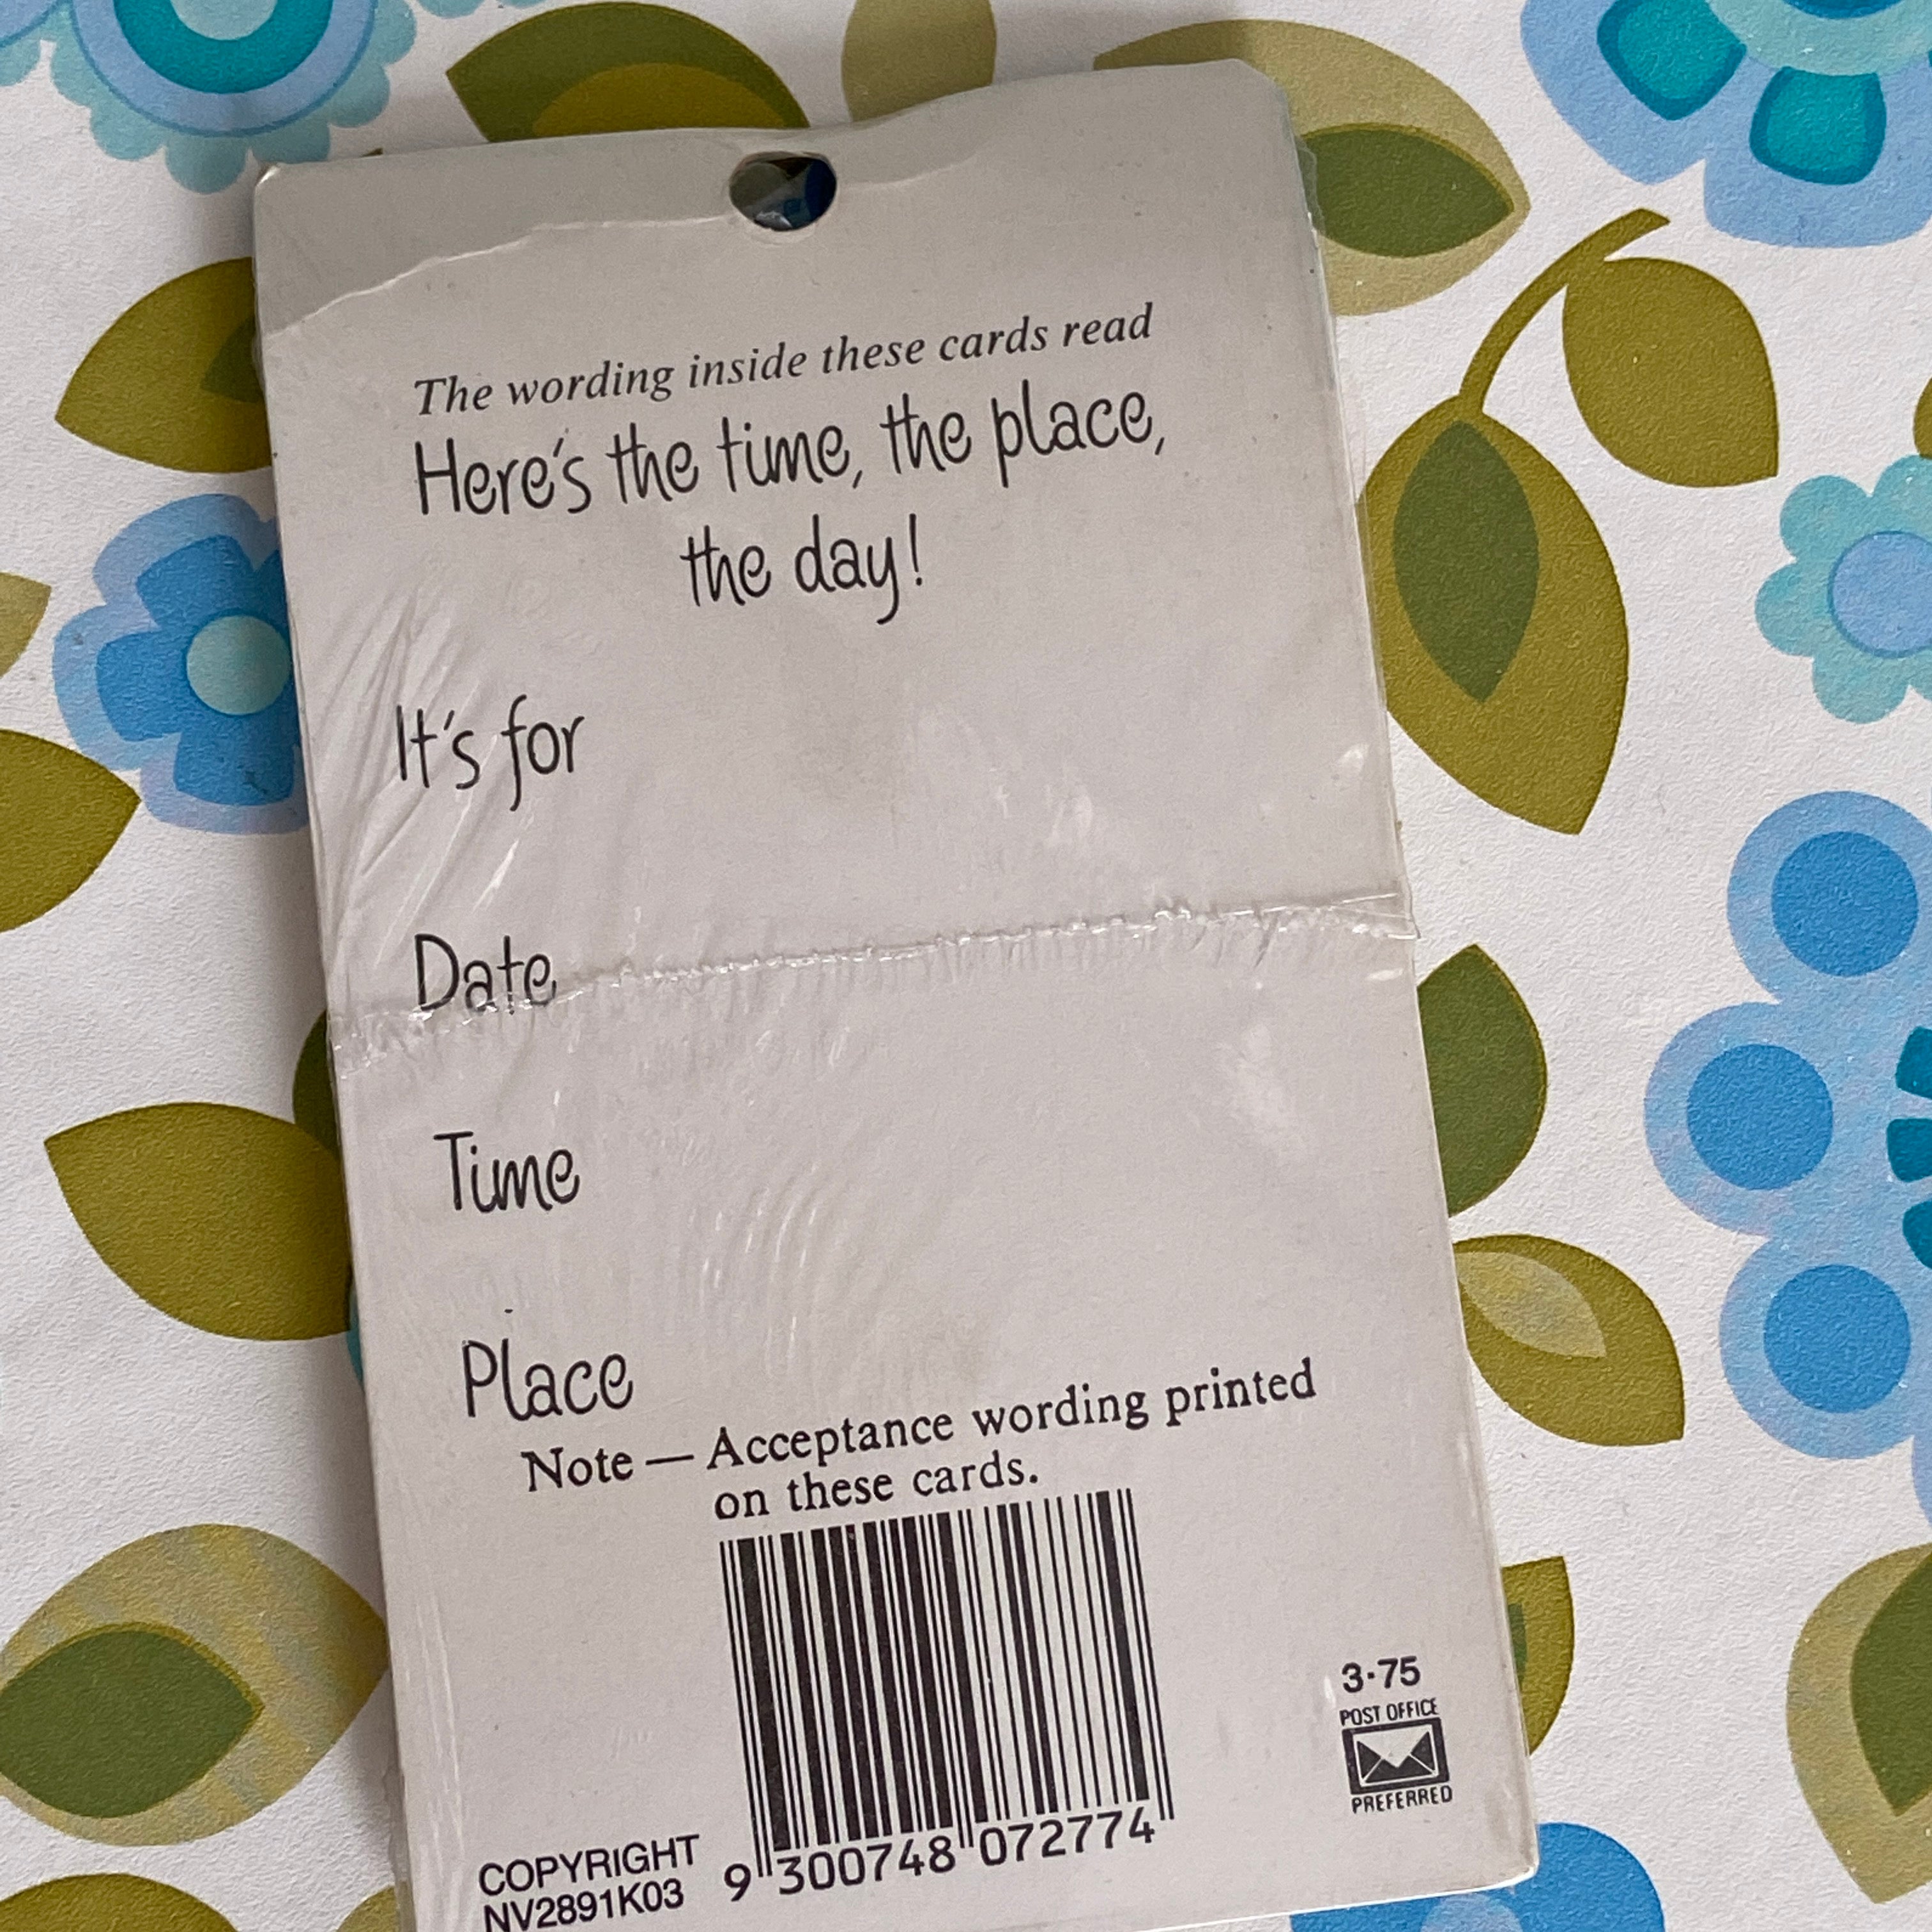 The wording inside these cards read
Here's the time, the place,
the day!
It's for
Date
Time
Place
Note — Acceptance wording printed
on these cards.
3·75
POST OFFICE
PREFERRED
COPYRIGHT
NV2891K03
9 300748 072774